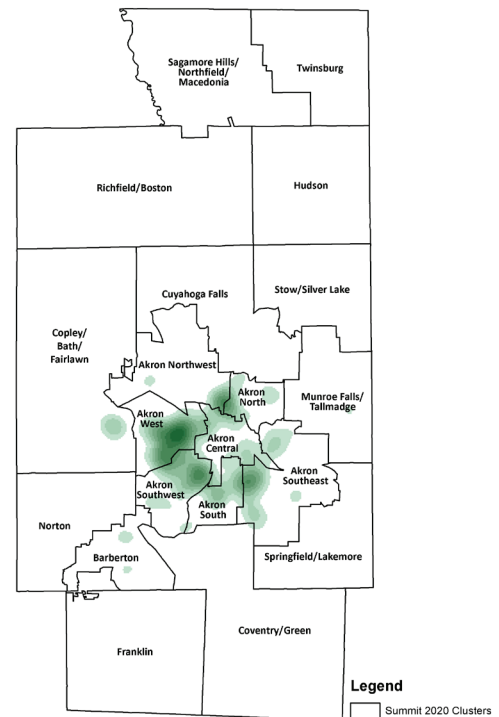 Sagamore Hills/
Northfield/
Macedonia
Twinsburg
Richfield/Boston
Hudson
Cuyahoga Falls
Stow/Silver Lake
Copley/
Bath/
Fairlawn
Akron Northwest
Akron
North
Munroe Falls/
Tallmadge
Akron
West
Akron
Central
Akron
Southeast
Akron
Southwest
Akron
South
Norton
Barberton
Springfield/Lakemore
Coventry/Green
Franklin
Legend
Summit 2020 Clusters